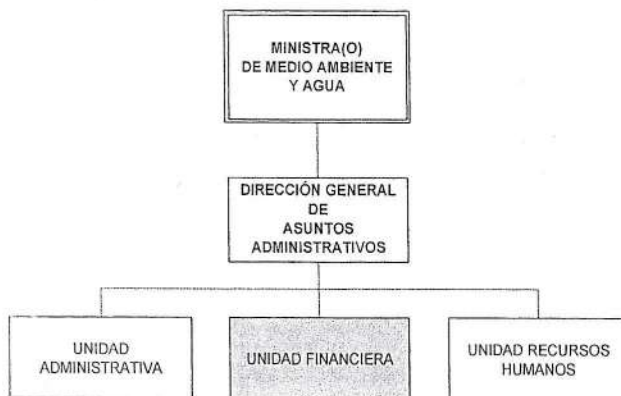 MINISTRA(O)
DE MEDIO AMBIENTE
Y AGUA
DIRECCIÓN GENERAL
DE
ASUNTOS
ADMINISTRATIVOS
UNIDAD
ADMINISTRATIVA
UNIDAD FINANCIERA
UNIDAD RECURSOS
HUMANOS